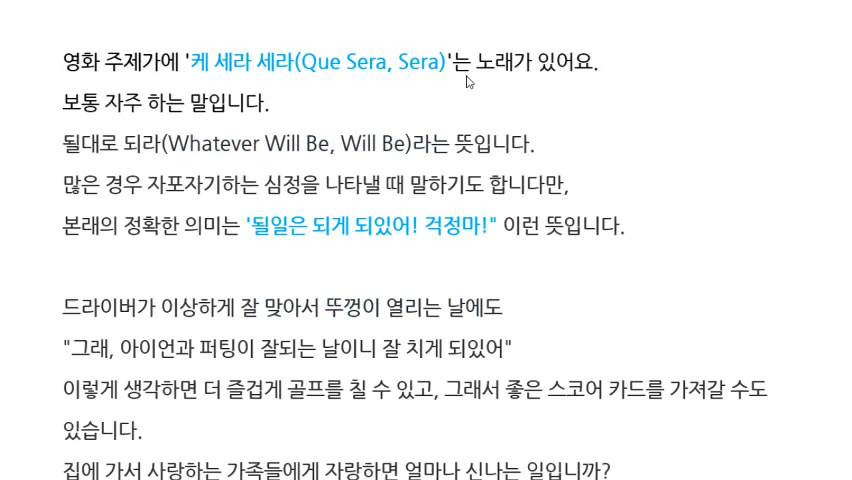 영화 주제가에 '케 세라 세라(Que Sera, Sera)'는 노래가 있어요.
보통 자주 하는 말입니다.
될대로 되라(Whatever Will Be, Will Be)라는 뜻입니다.
많은 경우 자포자기하는 심정을 나타낼 때 말하기도 합니다만,
본래의 정확한 의미는 '될일은 되게 되있어! 걱정마!" 이런 뜻입니다.
드라이버가 이상하게 잘 맞아서 뚜껑이 열리는 날에도
"그래, 아이언과 퍼팅이 잘되는 날이니 잘 치게 되있어"
이렇게 생각하면 더 즐겁게 골프를 칠 수 있고, 그래서 좋은 스코어 카드를 가져갈 수도
있습니다.
집에 가서 사랑하는 가족들에게 자랑하면 얼마나 신나는 일입니까?